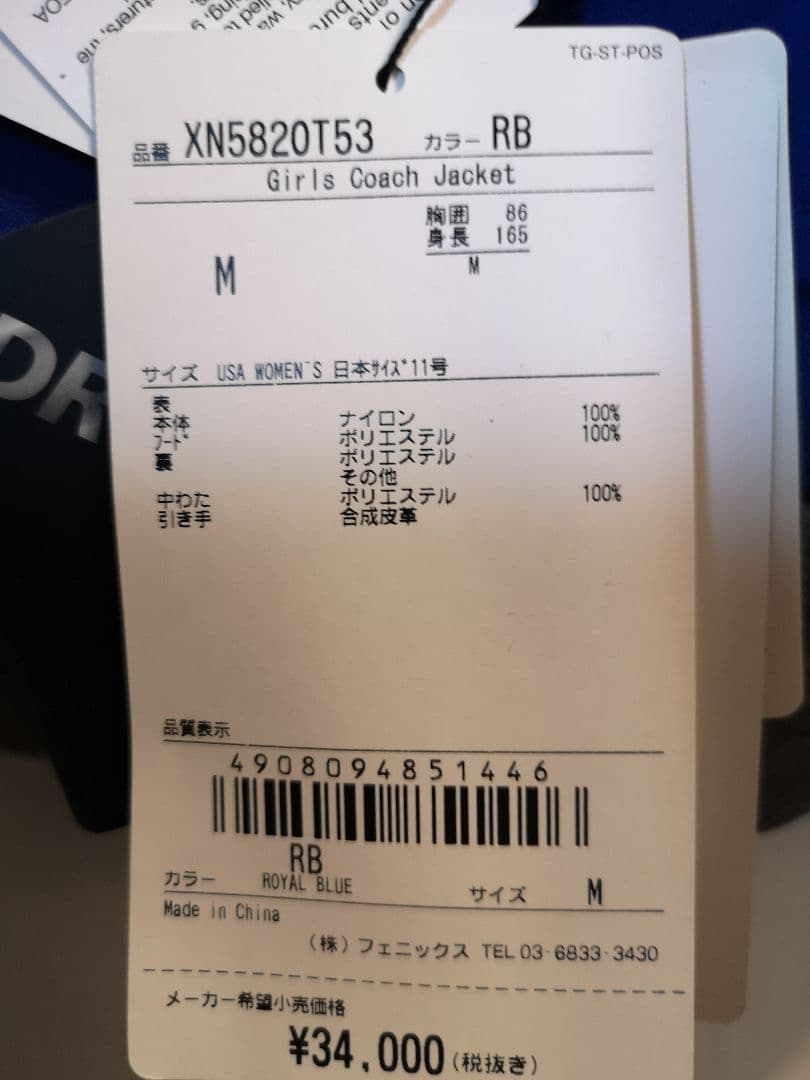 TG-ST-POS
品番 XN5820T53 カラー RB
Girls Coach Jacket
胸囲 86
身長 165
M
M
サイズ USA WOMEN'S 日本ｻｲｽﾞ11号
表
本体 ナイロン 100%
ﾌｰﾄﾞ ポリエステル 100%
裏 ポリエステル
その他
中わた ポリエステル 100%
引き手 合成皮革
品質表示
4908094851446
RB
カラー ROYAL BLUE サイズ M
Made in China
（株）フェニックス TEL 03-6833-3430
メーカー希望小売価格
¥34,000(税抜き)
DR